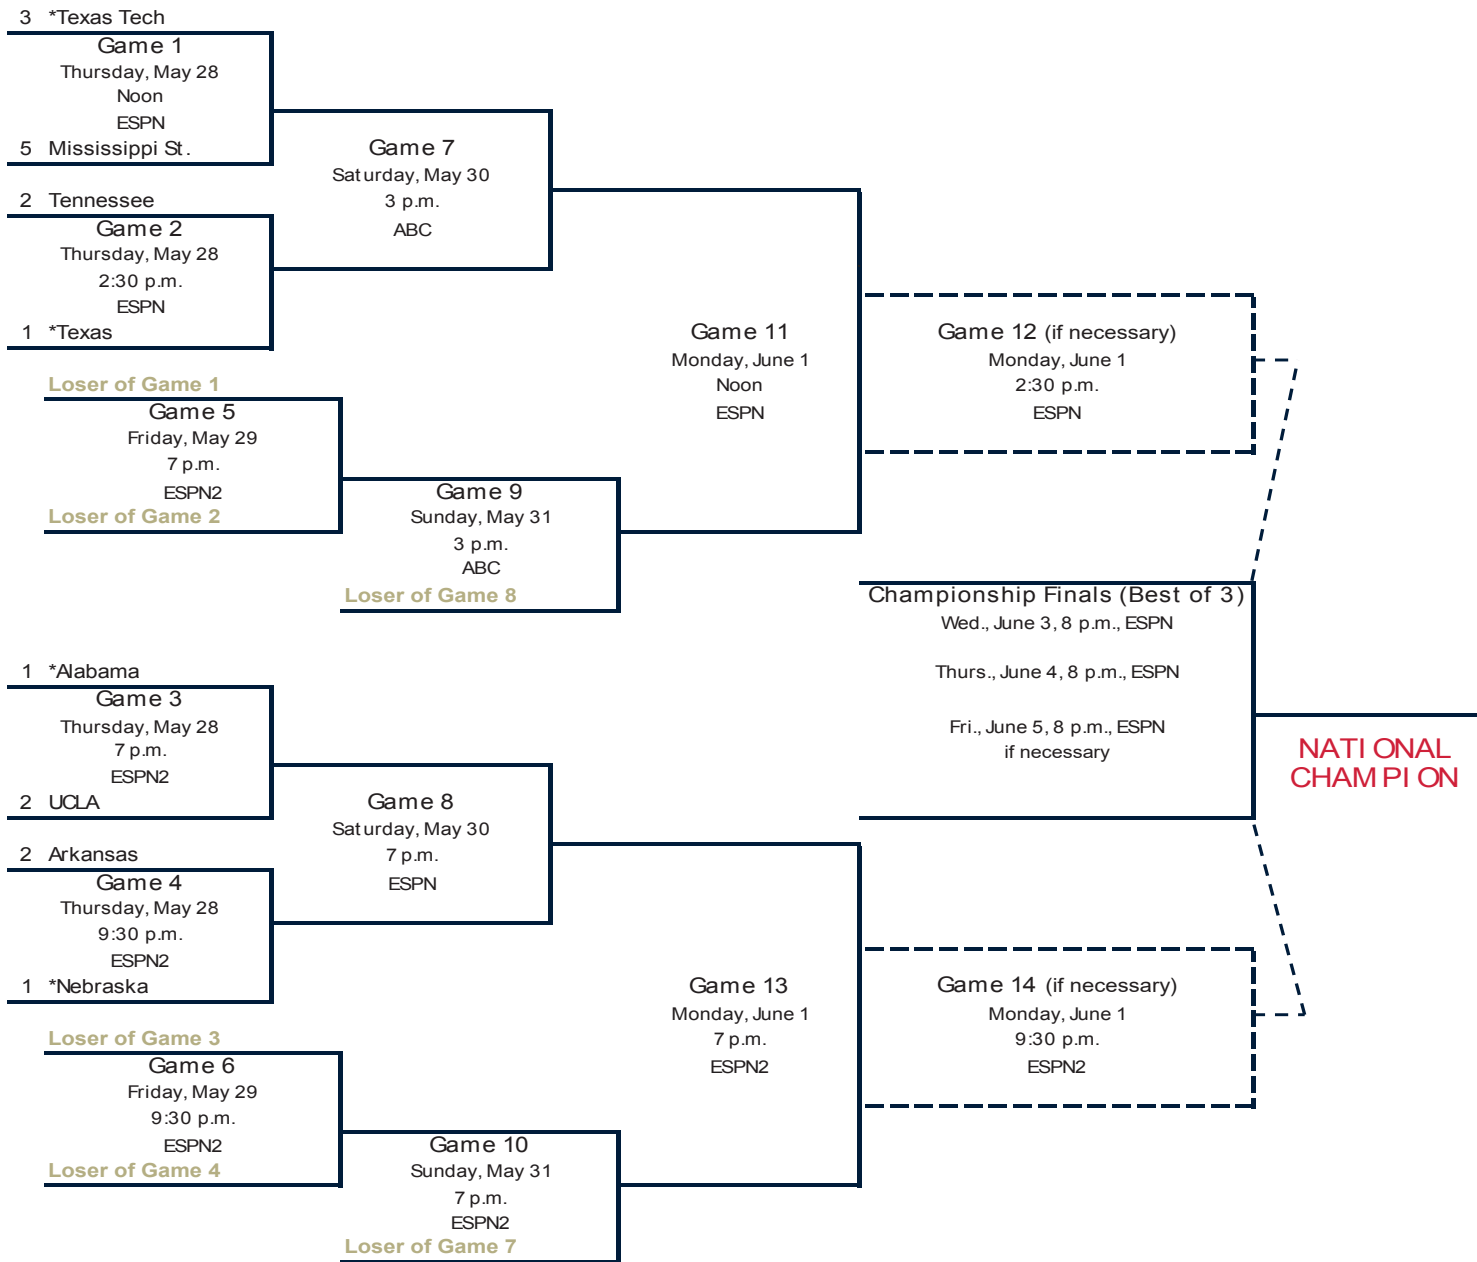 3 *Texas Tech
Game 1
Thursday, May 28
Noon
ESPN
5 Mississippi St.
2 Tennessee
Game 2
Thursday, May 28
2:30 p.m.
ESPN
1 *Texas
Game 7
Saturday, May 30
3 p.m.
ABC
Loser of Game 1
Game 5
Friday, May 29
7 p.m.
ESPN2
Loser of Game 2
Game 9
Sunday, May 31
3 p.m.
ABC
Loser of Game 8
Game 11
Monday, June 1
Noon
ESPN
Game 12 (if necessary)
Monday, June 1
2:30 p.m.
ESPN
1 *Alabama
Game 3
Thursday, May 28
7 p.m.
ESPN2
2 UCLA
2 Arkansas
Game 4
Thursday, May 28
9:30 p.m.
ESPN2
1 *Nebraska
Game 8
Saturday, May 30
7 p.m.
ESPN
Loser of Game 3
Game 6
Friday, May 29
9:30 p.m.
ESPN2
Loser of Game 4
Game 10
Sunday, May 31
7 p.m.
ESPN2
Loser of Game 7
Game 13
Monday, June 1
7 p.m.
ESPN2
Game 14 (if necessary)
Monday, June 1
9:30 p.m.
ESPN2
Championship Finals (Best of 3)
Wed., June 3, 8 p.m., ESPN
Thurs., June 4, 8 p.m., ESPN
Fri., June 5, 8 p.m., ESPN
if necessary
NATIONAL
CHAMPION